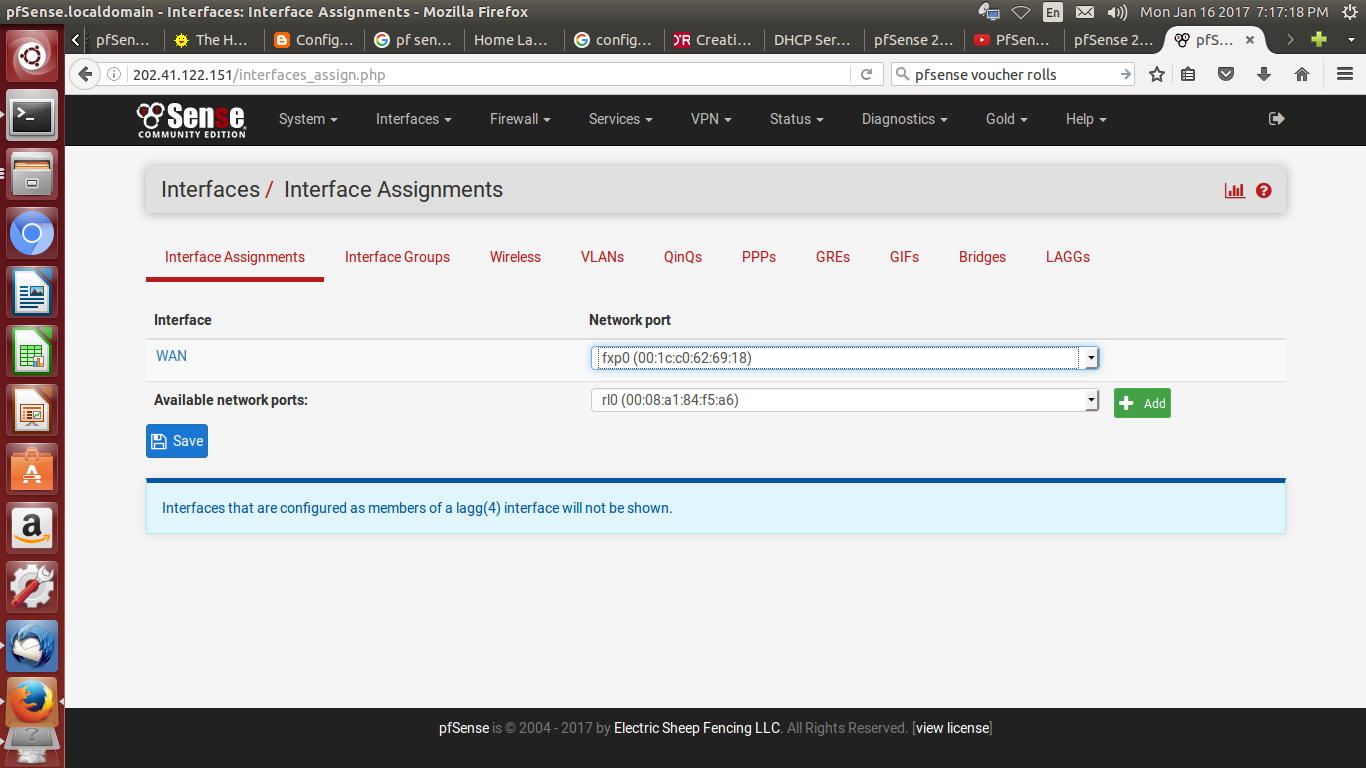 pfSense.localdomain - Interfaces: Interface Assignments - Mozilla Firefox
En
Mon Jan 16 2017, 7:17:18 PM
pfSen...
The H...
Config...
pf sen...
Home La...
config...
Creati...
DHCP Ser...
pfSense 2...
PfSen...
pfSense 2...
pfS...
202.41.122.151/interfaces_assign.php
pfsense voucher rolls
Sense
COMMUNITY EDITION
System
Interfaces
Firewall
Services
VPN
Status
Diagnostics
Gold
Help
Interfaces / Interface Assignments
Interface Assignments
Interface Groups
Wireless
VLANs
QinQs
PPPs
GREs
GIFs
Bridges
LAGGs
Interface
Network port
WAN
fxp0 (00:1c:c0:62:69:18)
Available network ports:
rl0 (00:08:a1:84:f5:a6)
Add
Save
Interfaces that are configured as members of a lagg(4) interface will not be shown.
pfSense is © 2004 - 2017 by Electric Sheep Fencing LLC. All Rights Reserved. [view license]